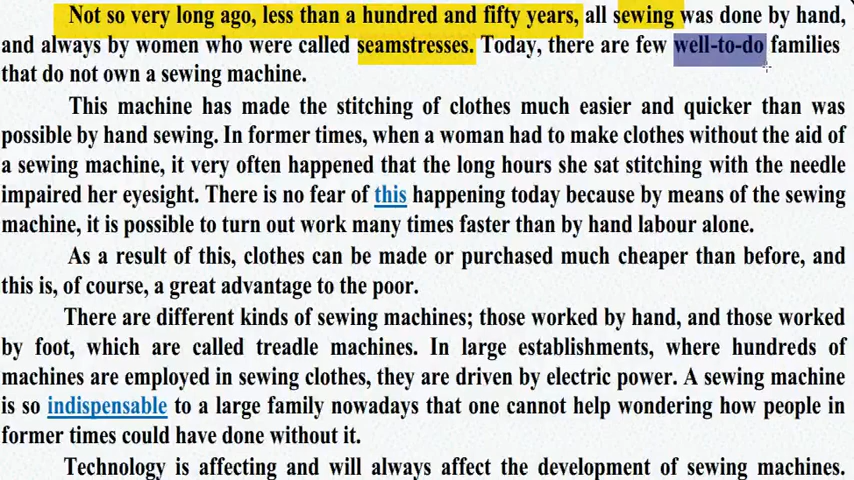 Not so very long ago, less than a hundred and fifty years, all sewing was done by hand,
and always by women who were called seamstresses. Today, there are few well-to-do families
that do not own a sewing machine.
This machine has made the stitching of clothes much easier and quicker than was
possible by hand sewing. In former times, when a woman had to make clothes without the aid of
a sewing machine, it very often happened that the long hours she sat stitching with the needle
impaired her eyesight. There is no fear of this happening today because by means of the sewing
machine, it is possible to turn out work many times faster than by hand labour alone.
As a result of this, clothes can be made or purchased much cheaper than before, and
this is, of course, a great advantage to the poor.
There are different kinds of sewing machines; those worked by hand, and those worked
by foot, which are called treadle machines. In large establishments, where hundreds of
machines are employed in sewing clothes, they are driven by electric power. A sewing machine
is so indispensable to a large family nowadays that one cannot help wondering how people in
former times could have done without it.
Technology is affecting and will always affect the development of sewing machines.